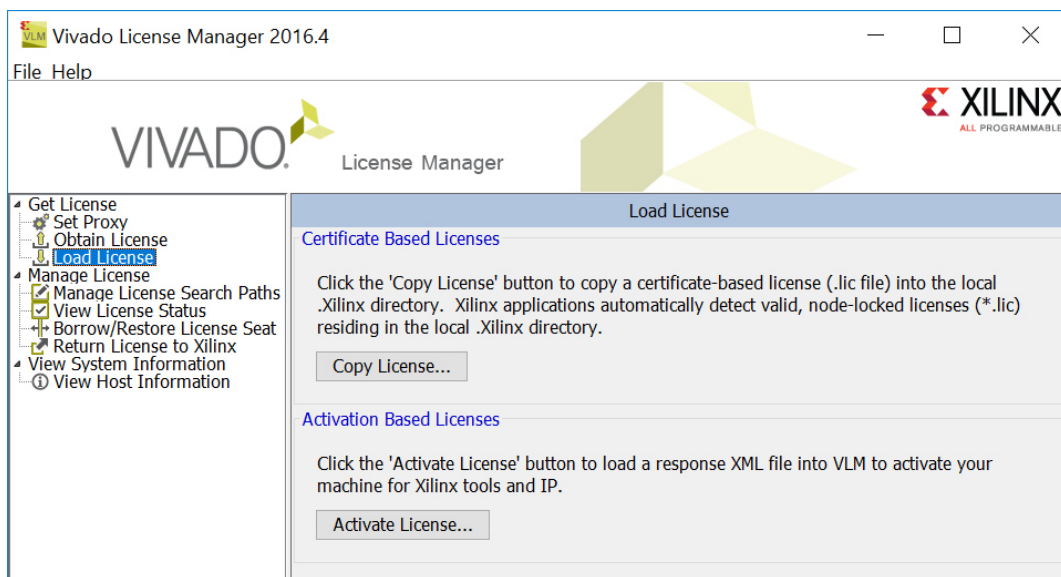 VLM Vivado License Manager 2016.4
File Help
VIVADO. License Manager
XILINX
ALL PROGRAMMABLE
Get License
Set Proxy
Obtain License
Load License
Manage License
Manage License Search Paths
View License Status
Borrow/Restore License Seat
Return License to Xilinx
View System Information
View Host Information
Load License
Certificate Based Licenses
Click the 'Copy License' button to copy a certificate-based license (.lic file) into the local
.Xilinx directory. Xilinx applications automatically detect valid, node-locked licenses (*.lic)
residing in the local .Xilinx directory.
Copy License...
Activation Based Licenses
Click the 'Activate License' button to load a response XML file into VLM to activate your
machine for Xilinx tools and IP.
Activate License...